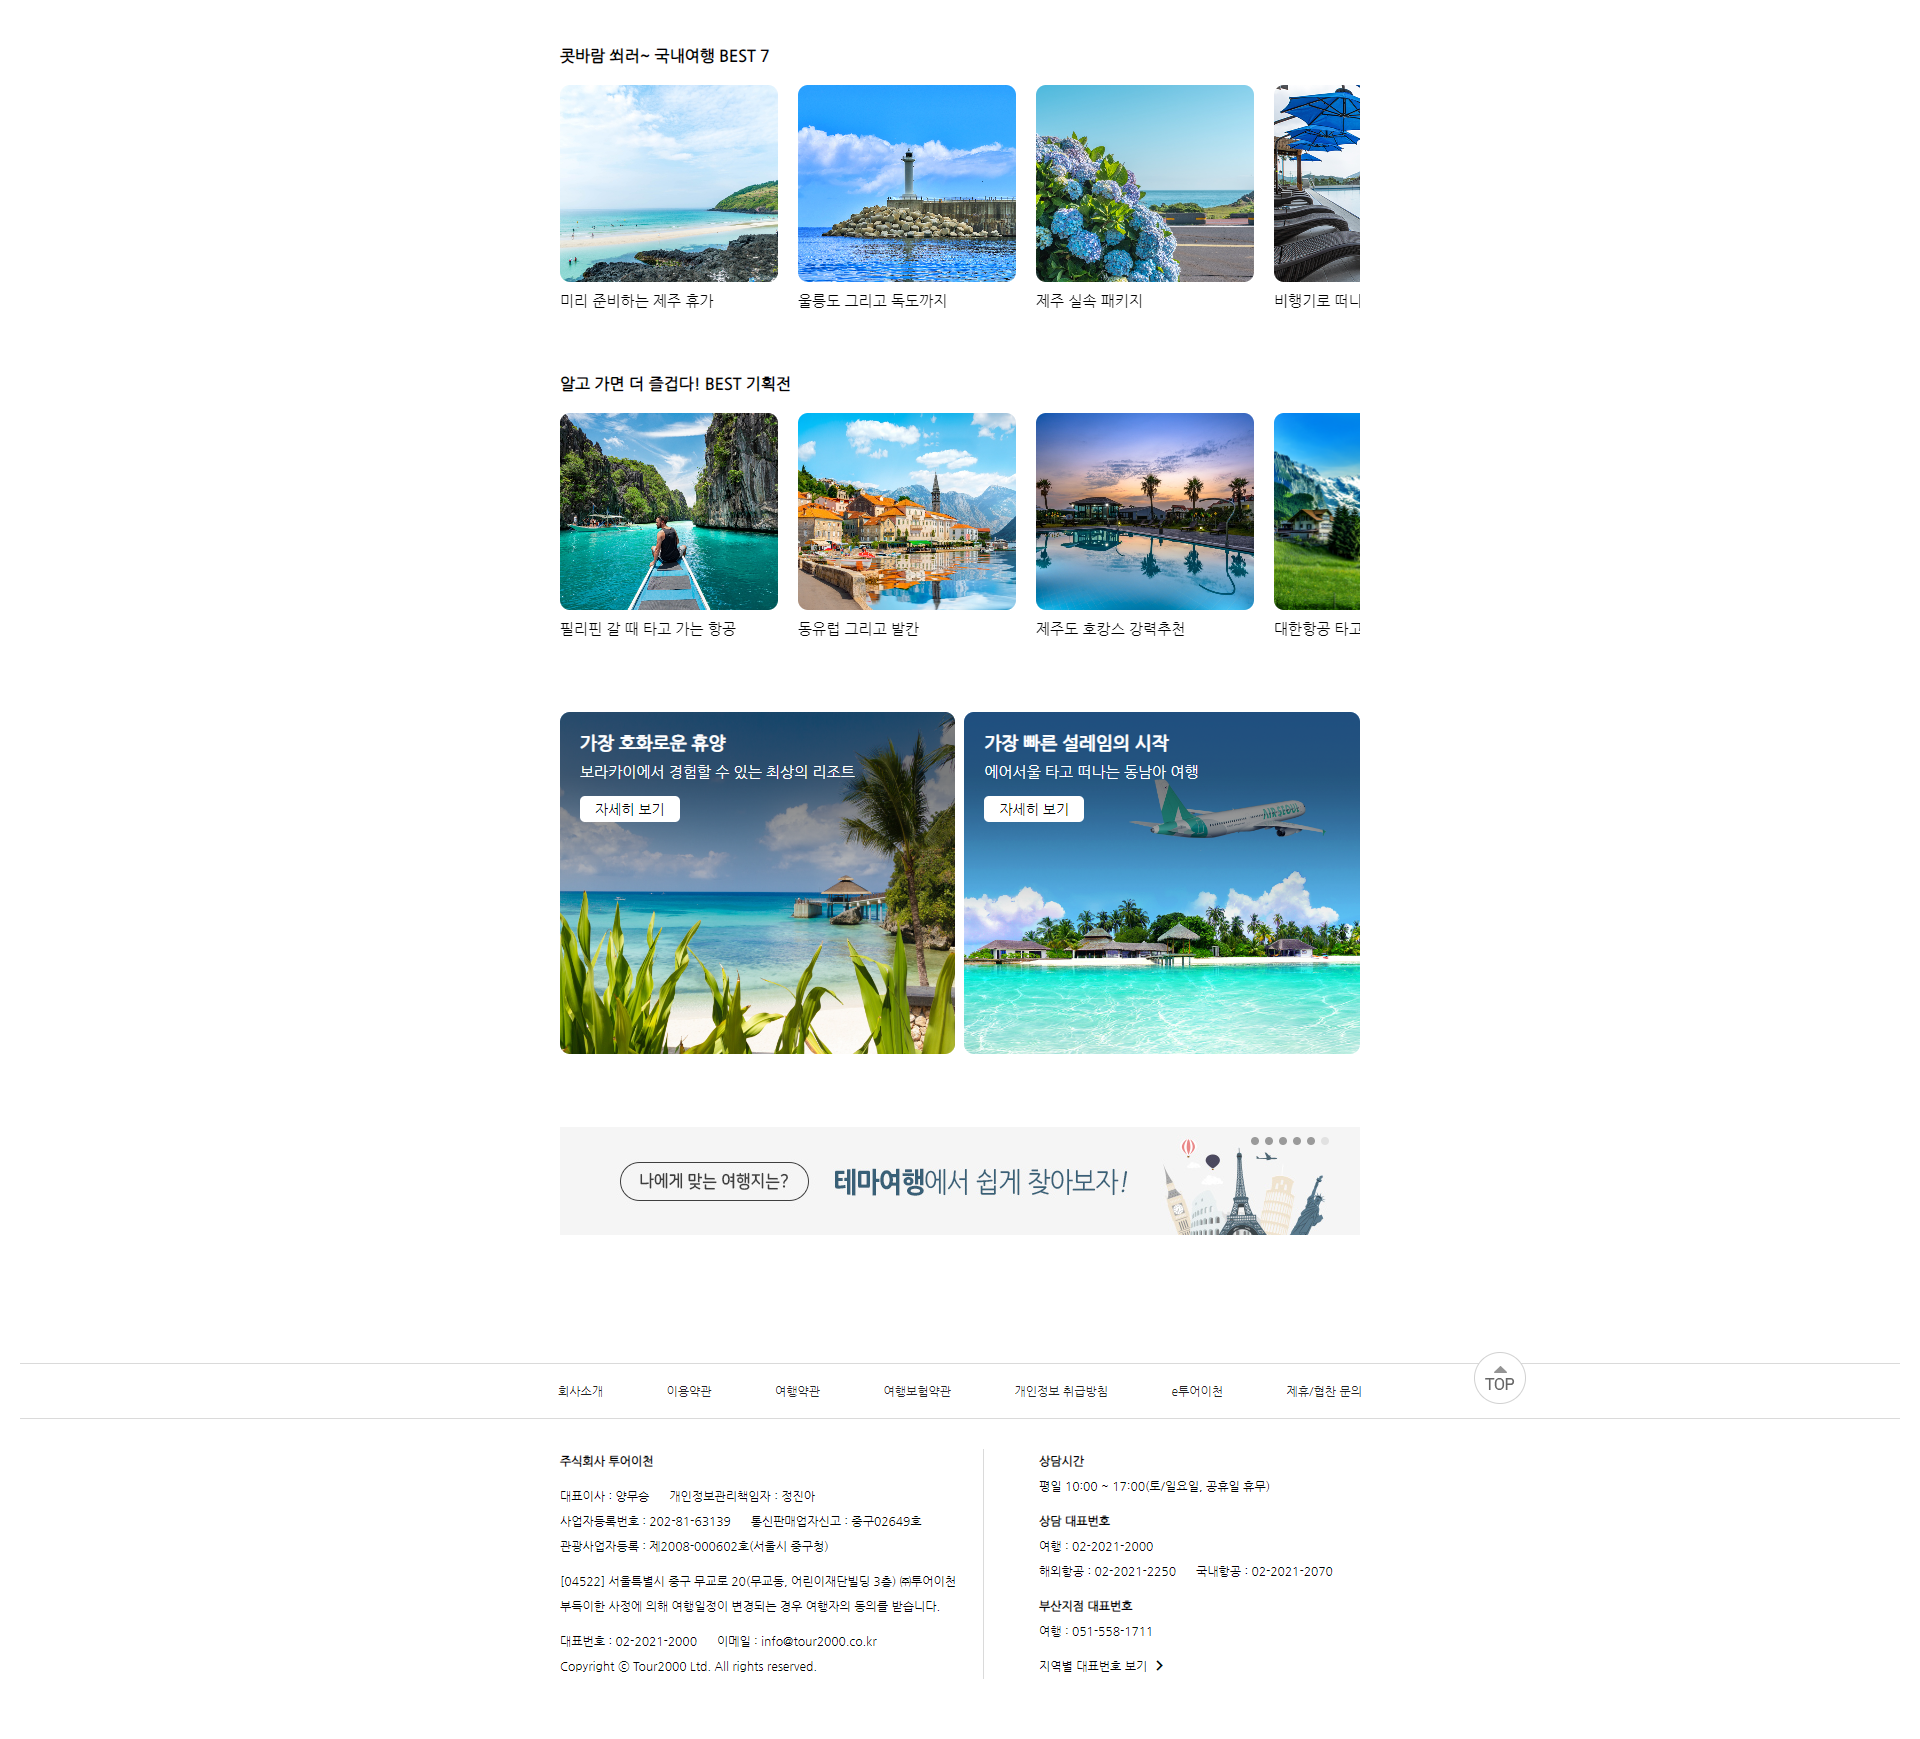 콧바람 쐬러~ 국내여행 BEST 7
미리 준비하는 제주 휴가
울릉도 그리고 독도까지
제주 실속 패키지
비행기로 떠나
알고 가면 더 즐겁다! BEST 기획전
필리핀 갈 때 타고 가는 항공
동유럽 그리고 발칸
제주도 호캉스 강력추천
대한항공 타고
가장 호화로운 휴양
보라카이에서 경험할 수 있는 최상의 리조트
자세히 보기
가장 빠른 설레임의 시작
에어서울 타고 떠나는 동남아 여행
자세히 보기
AIR SEOUL
나에게 맞는 여행지는?
테마여행에서 쉽게 찾아보자!
TOP
회사소개
이용약관
여행약관
여행보험약관
개인정보 취급방침
e투어이천
제휴/협찬 문의
주식회사 투어이천
대표이사 : 양무승 개인정보관리책임자 : 정진아
사업자등록번호 : 202-81-63139 통신판매업자신고 : 중구02649호
관광사업자등록 : 제2008-000602호(서울시 중구청)
[04522] 서울특별시 중구 무교로 20(무교동, 어린이재단빌딩 3층) ㈜투어이천
부득이한 사정에 의해 여행일정이 변경되는 경우 여행자의 동의를 받습니다.
대표번호 : 02-2021-2000 이메일 : info@tour2000.co.kr
Copyright ⓒ Tour2000 Ltd. All rights reserved.
상담시간
평일 10:00 ~ 17:00(토/일요일, 공휴일 휴무)
상담 대표번호
여행 : 02-2021-2000
해외항공 : 02-2021-2250 국내항공 : 02-2021-2070
부산지점 대표번호
여행 : 051-558-1711
지역별 대표번호 보기